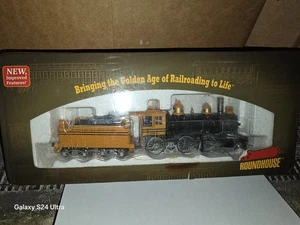 NEW,
Improved
Features!
Bringing the Golden Age of Railroading to Life
ROUNDHOUSE
Galaxy S24 Ultra